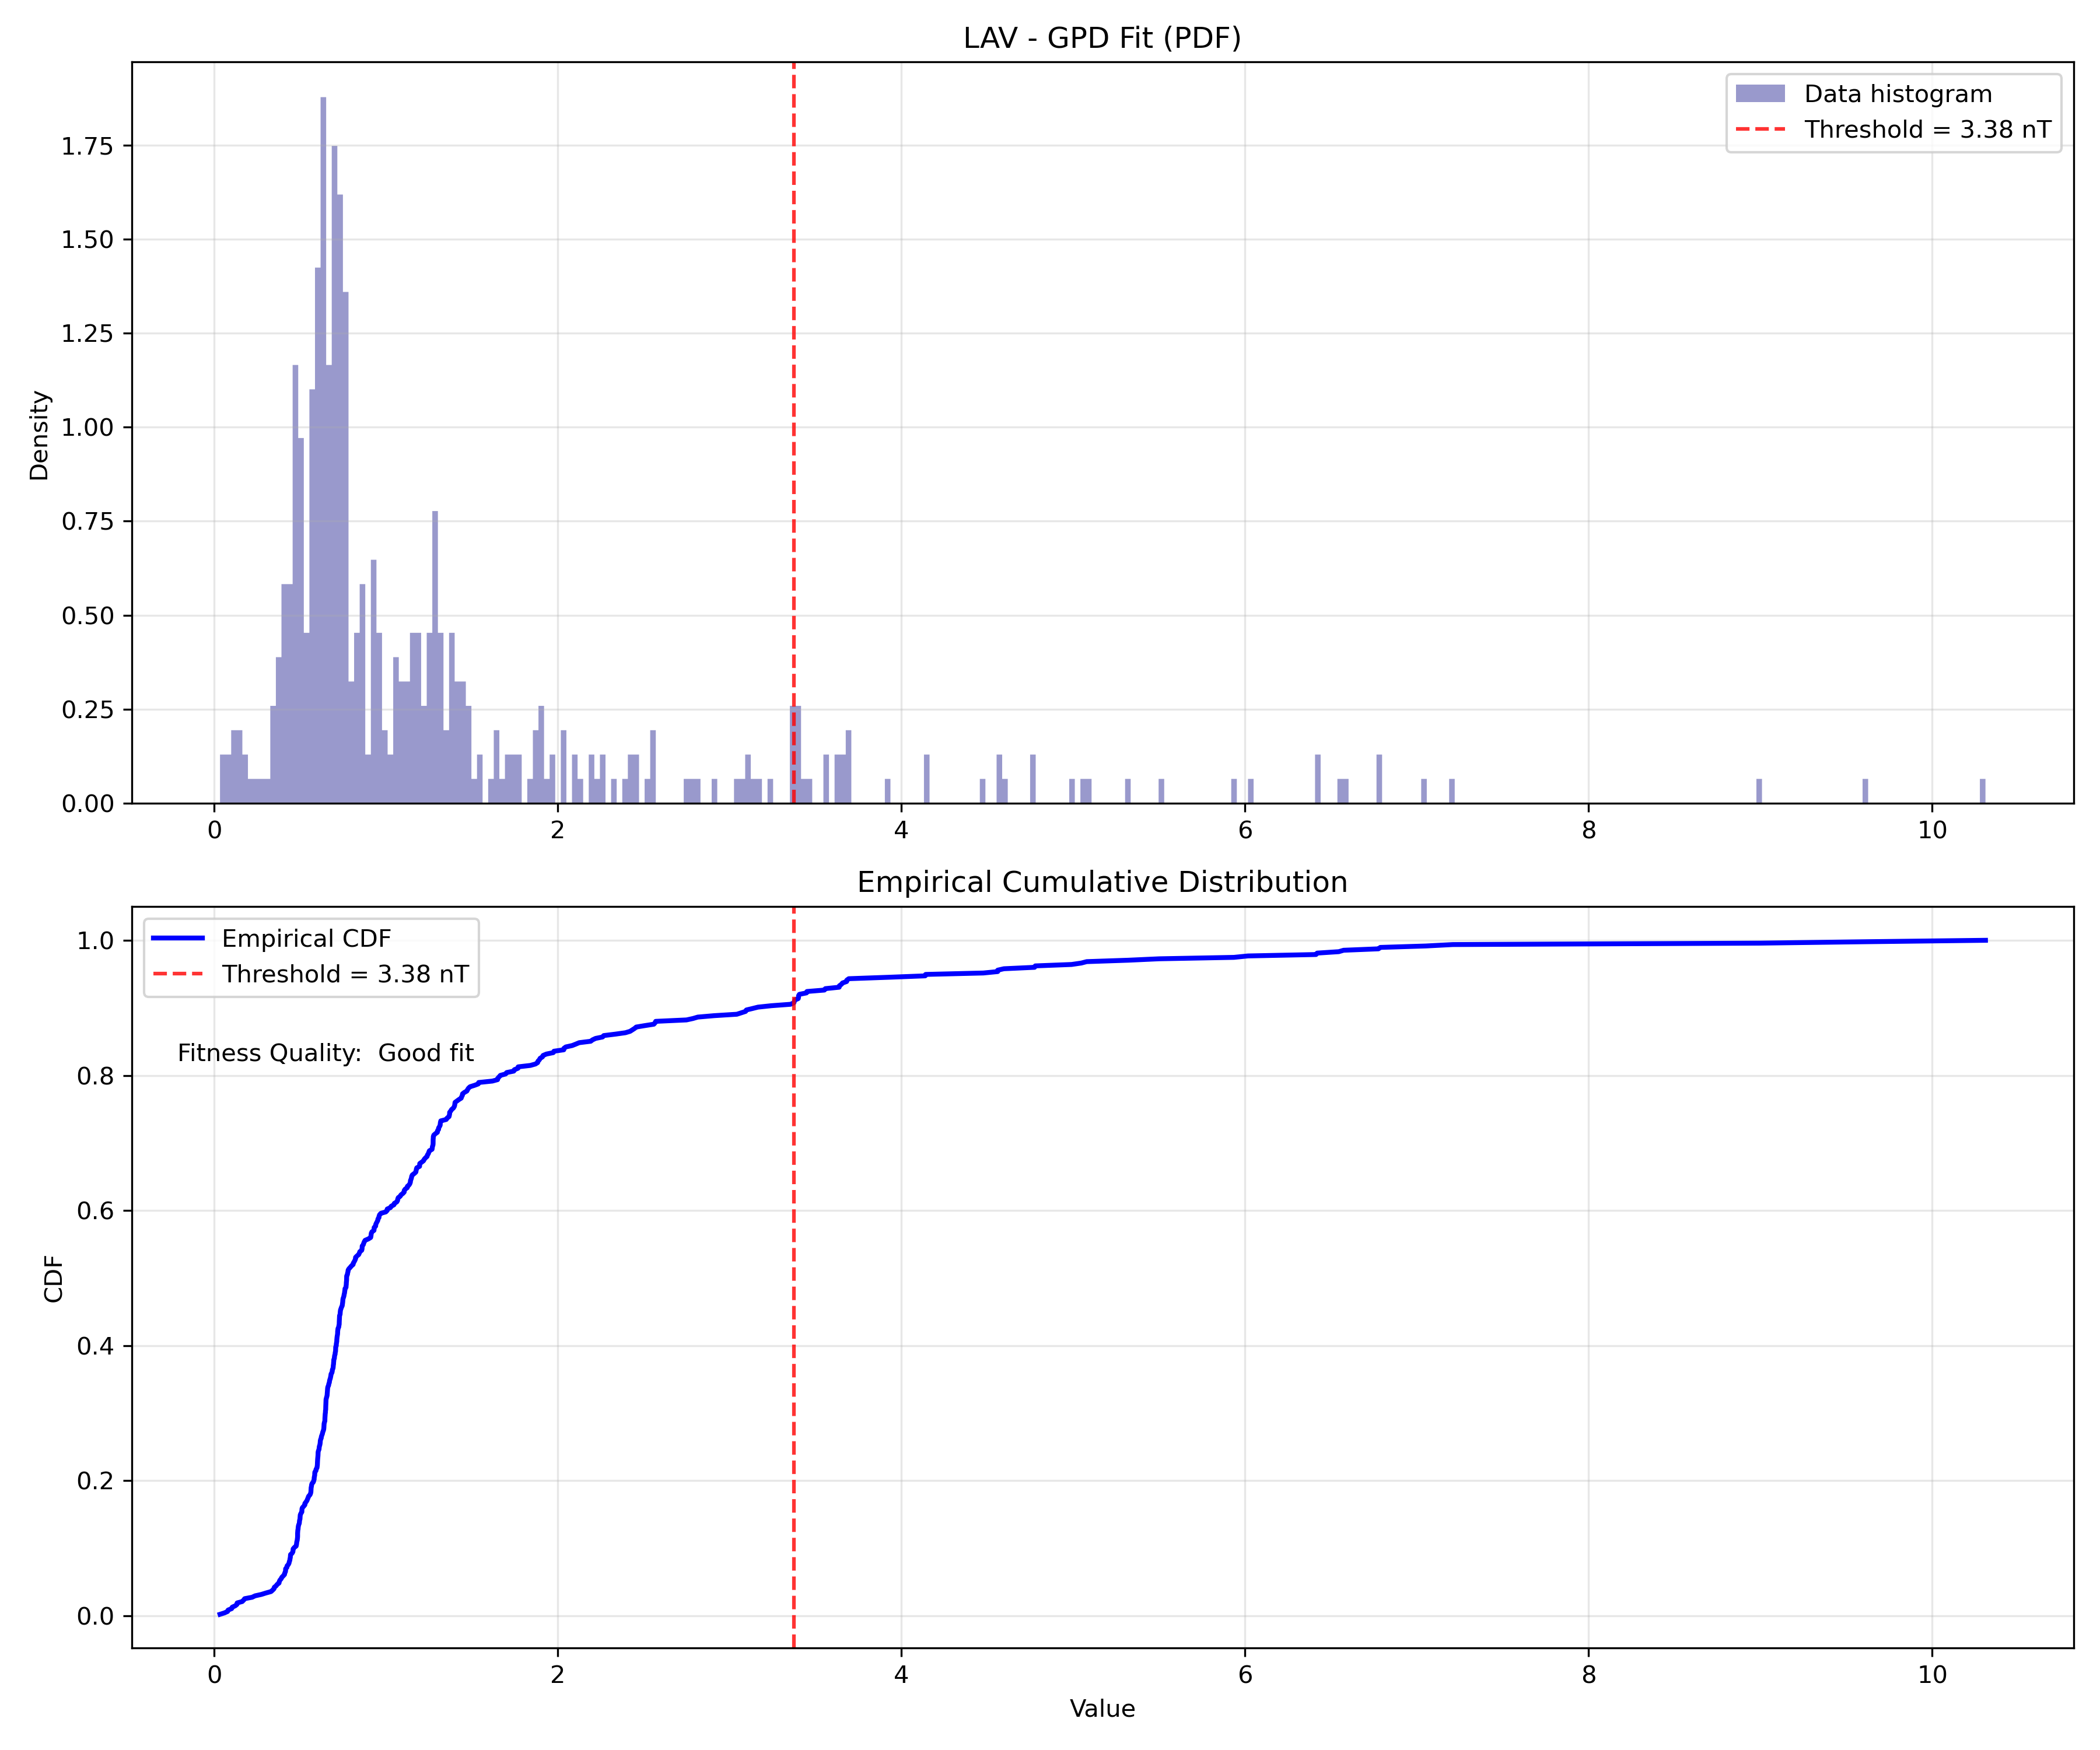 LAV - GPD Fit (PDF)
Data histogram
Threshold = 3.38 nT
Density
1.75
1.50
1.25
1.00
0.75
0.50
0.25
0.00
0 2 4 6 8 10
Empirical Cumulative Distribution
Empirical CDF
Threshold = 3.38 nT
Fitness Quality:  Good fit
CDF
1.0
0.8
0.6
0.4
0.2
0.0
0 2 4 6 8 10
Value